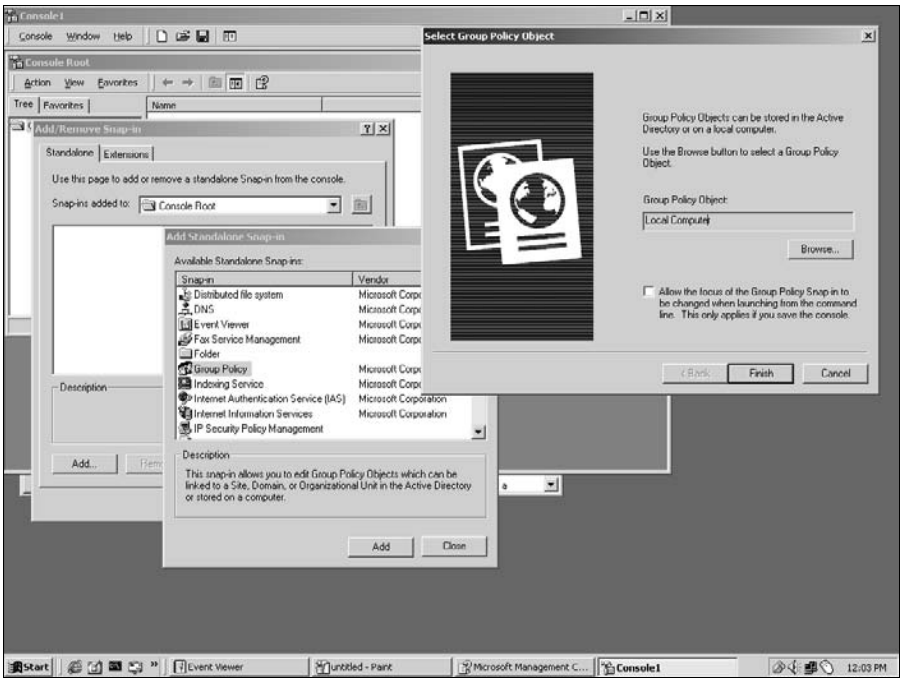 Console1
Console Window Help
Console Root
Action View Favorites
Tree Favorites
Name
Add/Remove Snap-in
Standalone Extensions
Use this page to add or remove a standalone Snap-in from the console.
Snap-ins added to: Console Root
Description
Add...
Add Standalone Snap-in
Available Standalone Snap-ins:
Snap-in Vendor
Distributed file system Microsoft Corp
DNS Microsoft Corp
Event Viewer Microsoft Corp
Fax Service Management Microsoft Corp
Folder
Group Policy Microsoft Corp
Indexing Service Microsoft Corp
Internet Authentication Service (IAS) Microsoft Corporation
Internet Information Services Microsoft Corporation
IP Security Policy Management
Description
This snap-in allows you to edit Group Policy Objects which can be
linked to a Site, Domain, or Organizational Unit in the Active Directory
or stored on a computer.
Add Close
Select Group Policy Object
Group Policy Objects can be stored in the Active
Directory or on a local computer.
Use the Browse button to select a Group Policy
Object.
Group Policy Object:
Local Computer
Browse...
Allow the focus of the Group Policy Snap-in to
be changed when launching from the command
line. This only applies if you save the console.
< Back Finish Cancel
Start Event Viewer untitled - Paint Microsoft Management C... Console1 12:03 PM